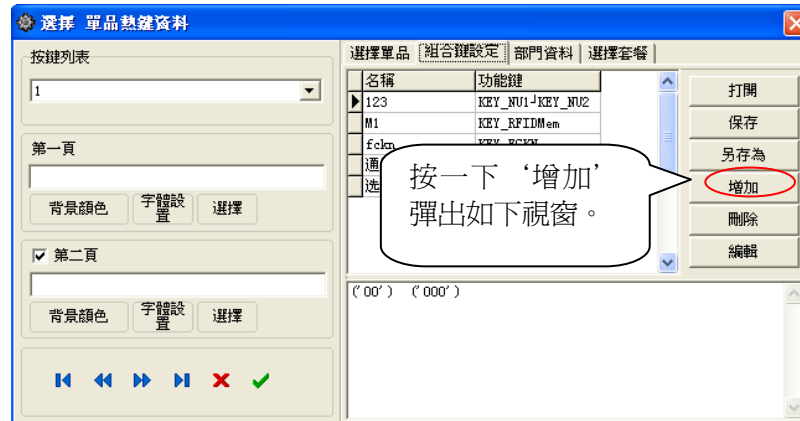 選擇 單品熱鍵資料
按鍵列表
1
第一頁
背景顏色 字體設置 選擇
第二頁
背景顏色 字體設置 選擇
選擇單品 組合鍵設定 部門資料 選擇套餐
名稱 功能鍵
123 KEY_NU1┘KEY_NU2
M1 KEY_RFIDMem
通
选
按一下‘增加’
彈出如下視窗。
打開
保存
另存為
增加
刪除
編輯
('00') ('000')